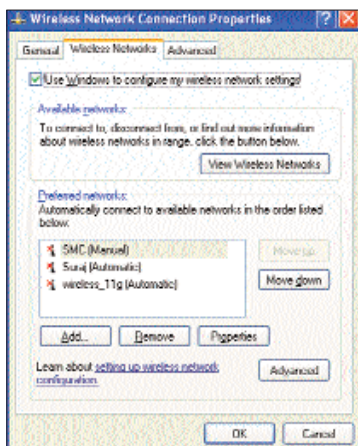 Wireless Network Connection Properties
General Wireless Networks Advanced
Use Windows to configure my wireless network settings
Available networks:
To connect to, disconnect from, or find out more information
about wireless networks in range, click the button below.
View Wireless Networks
Preferred networks:
Automatically connect to available networks in the order listed
below:
SMC (Manual)
Suraj (Automatic)
wireless_11g (Automatic)
Move up
Move down
Add... Remove Properties
Learn about setting up wireless network
configuration.
Advanced
OK Cancel